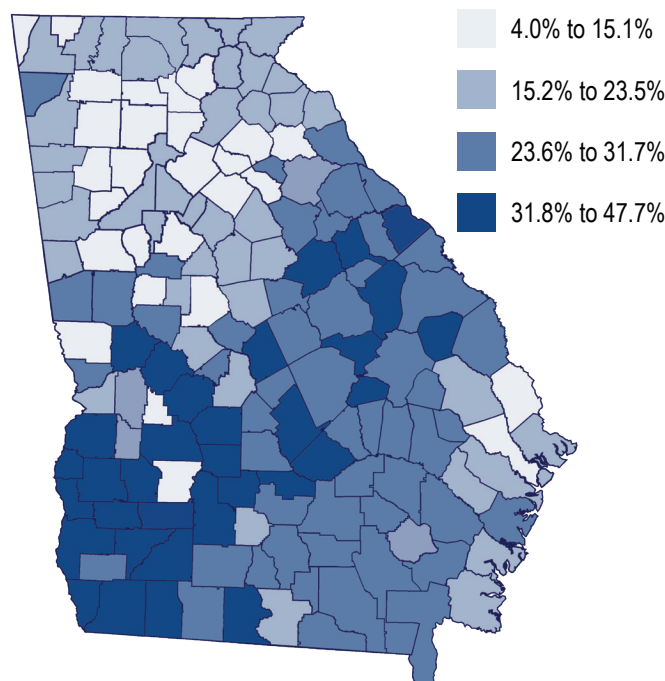 4.0% to 15.1%
15.2% to 23.5%
23.6% to 31.7%
31.8% to 47.7%